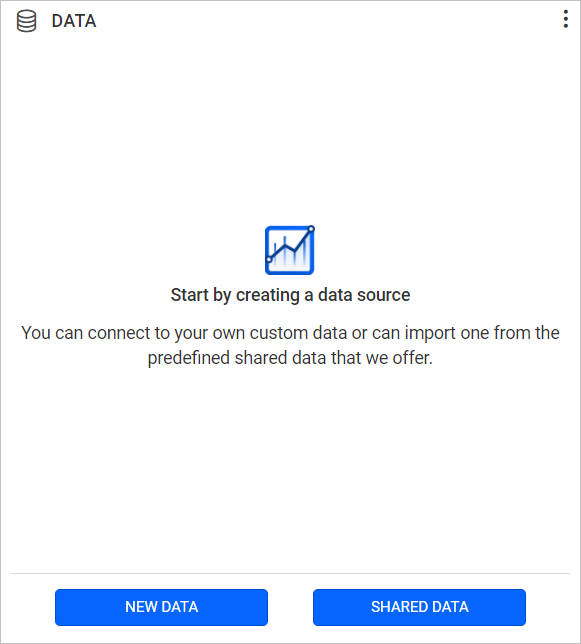 DATA
Start by creating a data source
You can connect to your own custom data or can import one from the
predefined shared data that we offer.
NEW DATA
SHARED DATA